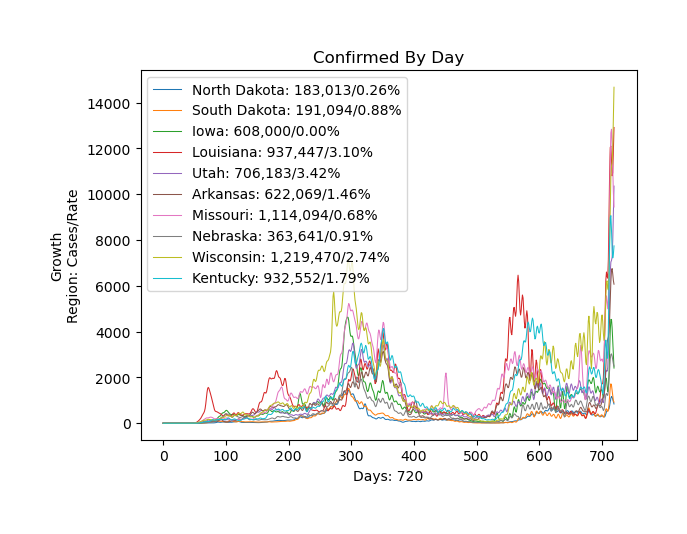 Confirmed By Day
North Dakota: 183,013/0.26%
South Dakota: 191,094/0.88%
Iowa: 608,000/0.00%
Louisiana: 937,447/3.10%
Utah: 706,183/3.42%
Arkansas: 622,069/1.46%
Missouri: 1,114,094/0.68%
Nebraska: 363,641/0.91%
Wisconsin: 1,219,470/2.74%
Kentucky: 932,552/1.79%
Growth
Region: Cases/Rate
14000
12000
10000
8000
6000
4000
2000
0
0 100 200 300 400 500 600 700
Days: 720